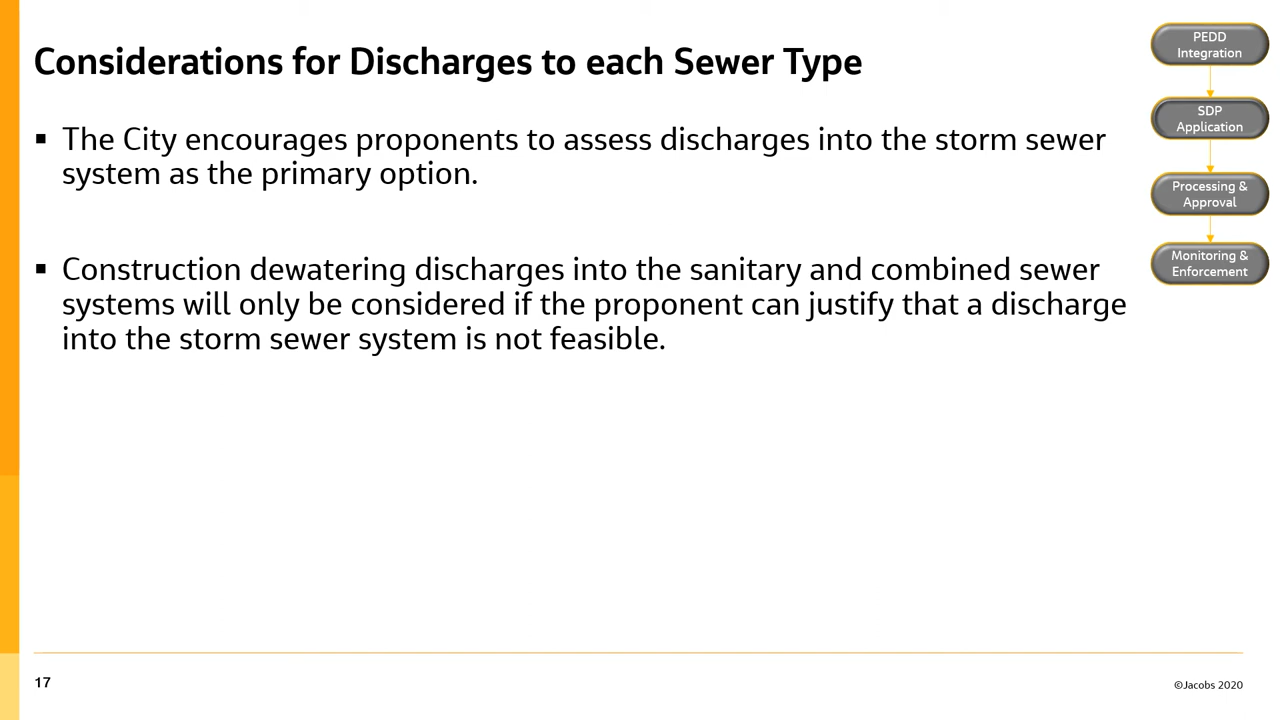 Considerations for Discharges to each Sewer Type
▪ The City encourages proponents to assess discharges into the storm sewer
system as the primary option.
▪ Construction dewatering discharges into the sanitary and combined sewer
systems will only be considered if the proponent can justify that a discharge
into the storm sewer system is not feasible.
PEDD
Integration
SDP
Application
Processing &
Approval
Monitoring &
Enforcement
17
©Jacobs 2020